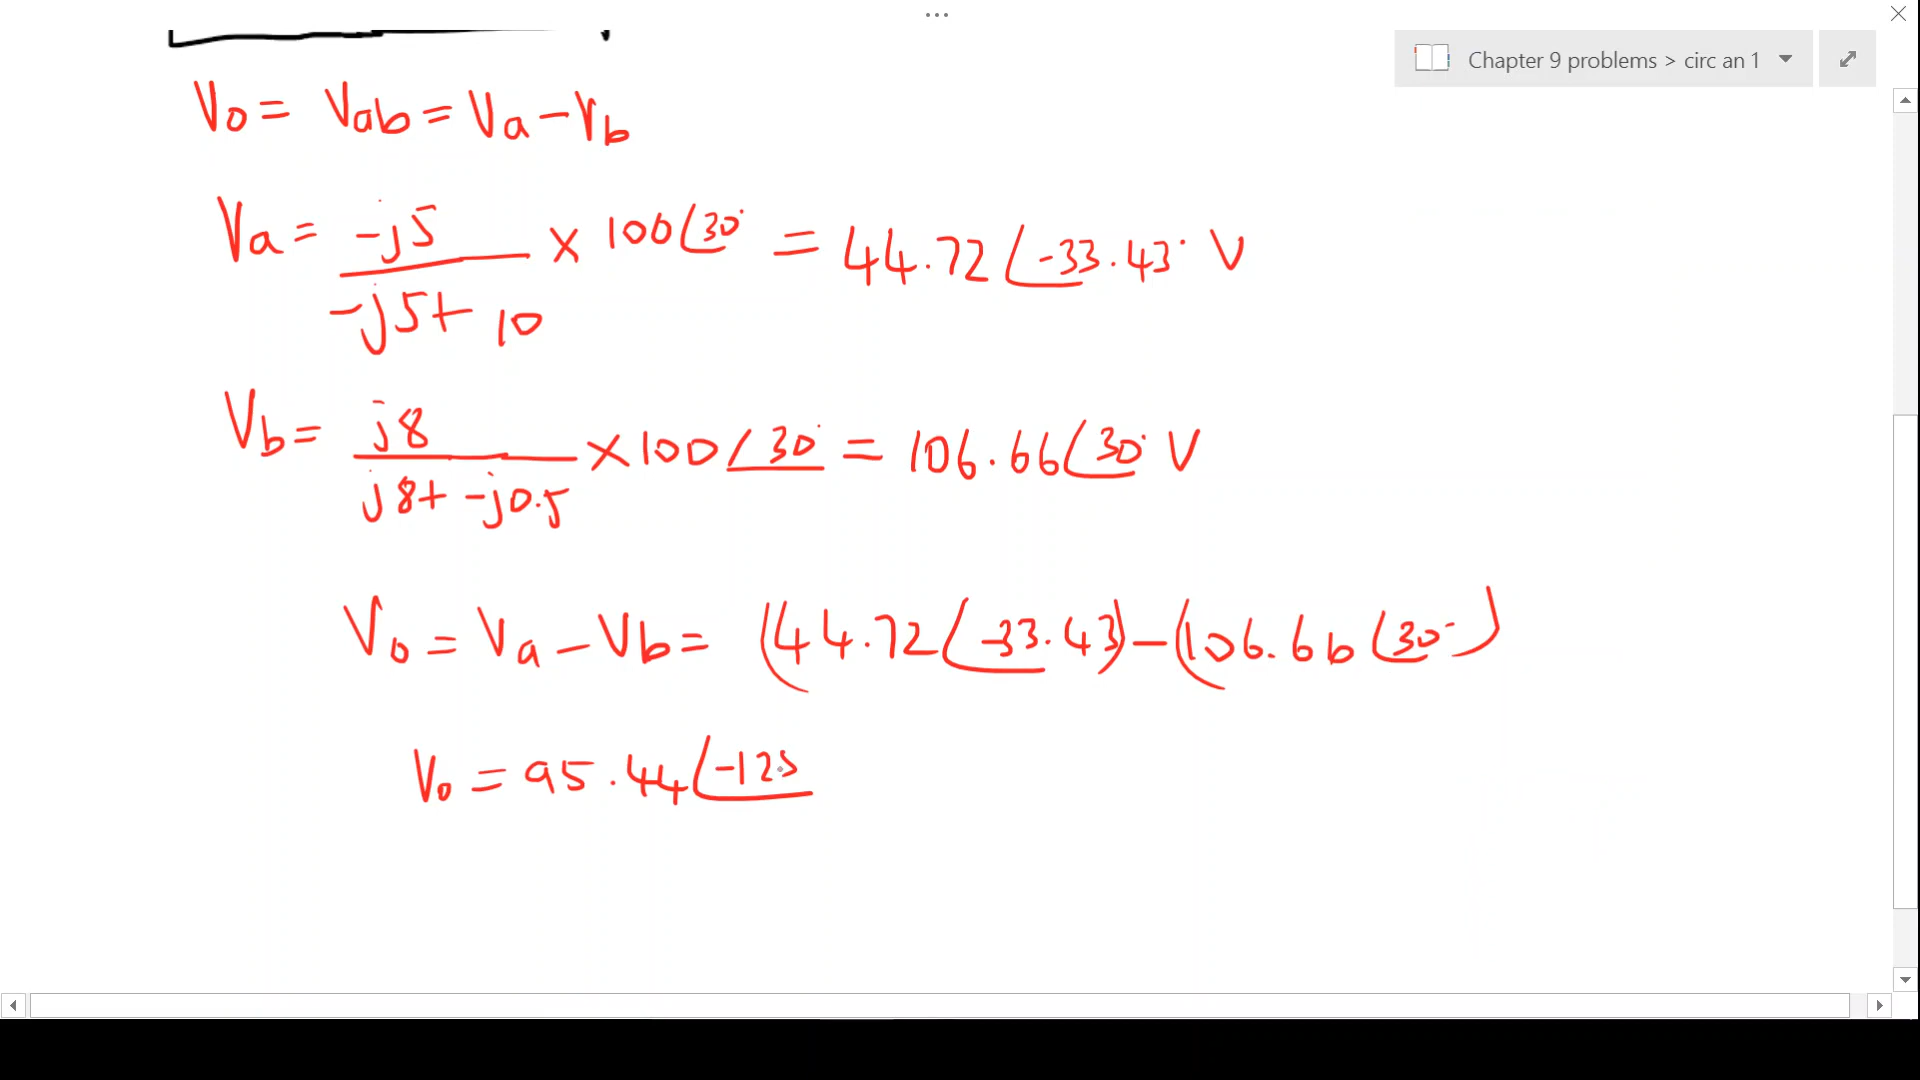 ...
Chapter 9 problems > circ an 1
Vo = Vab = Va - Vb
Va = -j5 / -j5 + 10 × 100∠30° = 44.72∠-33.43° V
Vb = j8 / j8 + -j0.5 × 100∠30° = 106.66∠30° V
Vo = Va - Vb = (44.72∠-33.43) - (106.66∠30°)
Vo = 95.44∠-125